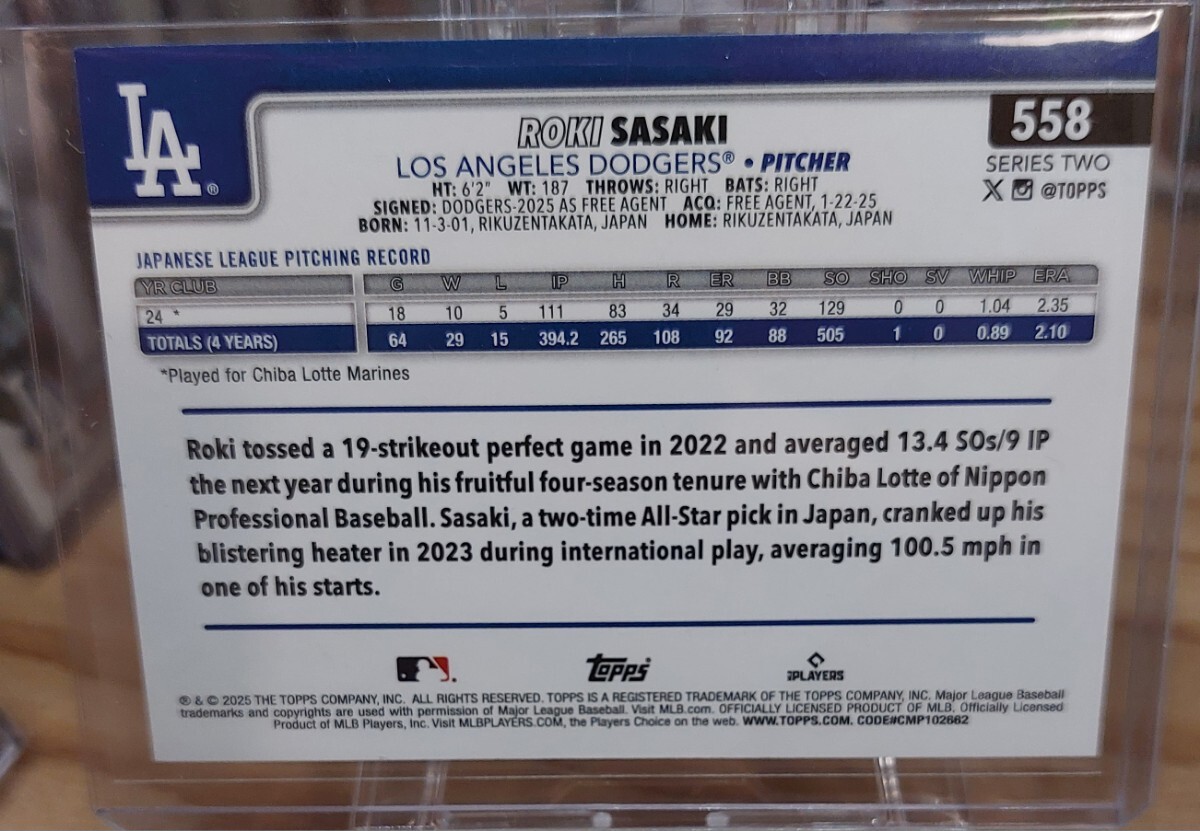 LA®
ROKI SASAKI
558
LOS ANGELES DODGERS® • PITCHER
SERIES TWO
HT: 6'2" WT: 187 THROWS: RIGHT BATS: RIGHT
@TOPPS
SIGNED: DODGERS-2025 AS FREE AGENT ACQ: FREE AGENT, 1-22-25
BORN: 11-3-01, RIKUZENTAKATA, JAPAN HOME: RIKUZENTAKATA, JAPAN
JAPANESE LEAGUE PITCHING RECORD
YR CLUB G W L IP H R ER BB SO SHO SV WHIP ERA
24 * 18 10 5 111 83 34 29 32 129 0 0 1.04 2.35
TOTALS (4 YEARS) 64 29 15 394.2 265 108 92 88 505 1 0 0.89 2.10
*Played for Chiba Lotte Marines
Roki tossed a 19-strikeout perfect game in 2022 and averaged 13.4 SOs/9 IP
the next year during his fruitful four-season tenure with Chiba Lotte of Nippon
Professional Baseball. Sasaki, a two-time All-Star pick in Japan, cranked up his
blistering heater in 2023 during international play, averaging 100.5 mph in
one of his starts.
Topps
PLAYERS
® & © 2025 THE TOPPS COMPANY, INC. ALL RIGHTS RESERVED. TOPPS IS A REGISTERED TRADEMARK OF THE TOPPS COMPANY, INC. Major League Baseball
trademarks and copyrights are used with permission of Major League Baseball. Visit MLB.com. OFFICIALLY LICENSED PRODUCT OF MLB. Officially Licensed
Product of MLB Players, Inc. Visit MLBPLAYERS.COM, the Players Choice on the web. WWW.TOPPS.COM. CODE#CMP102662